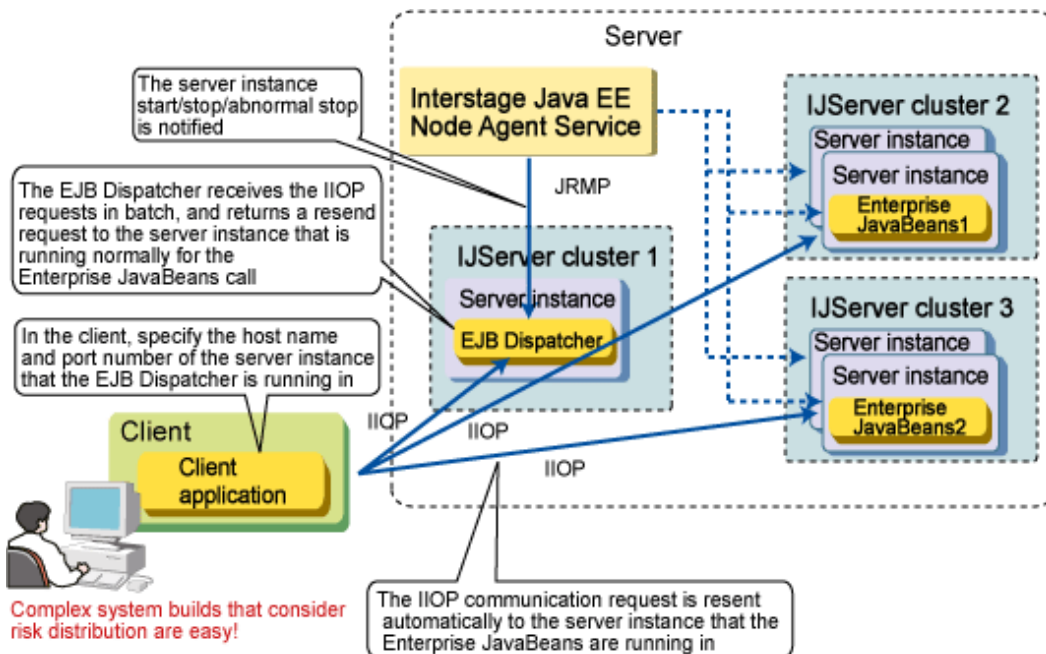 Server
The server instance
start/stop/abnormal stop
is notified
Interstage Java EE
Node Agent Service
JRMP
The EJB Dispatcher receives the IIOP
requests in batch, and returns a resend
request to the server instance that is
running normally for the
Enterprise JavaBeans call
IJServer cluster 1
Server instance
EJB Dispatcher
IJServer cluster 2
Server instance
Server instance
Enterprise
JavaBeans1
IJServer cluster 3
Server instance
Server instance
Enterprise
JavaBeans2
In the client, specify the host name
and port number of the server instance
that the EJB Dispatcher is running in
IIOP
IIOP
IIOP
Client
Client
application
Complex system builds that consider
risk distribution are easy!
The IIOP communication request is resent
automatically to the server instance that the
Enterprise JavaBeans are running in